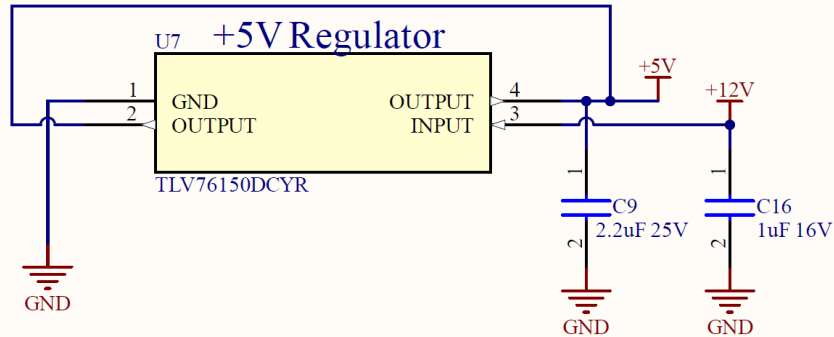 U7 +5V Regulator
+5V
+12V
1 GND OUTPUT 4
2 OUTPUT INPUT 3
TLV76150DCYR
1 1
C9 C16
2.2uF 25V 1uF 16V
2 2
GND
GND GND